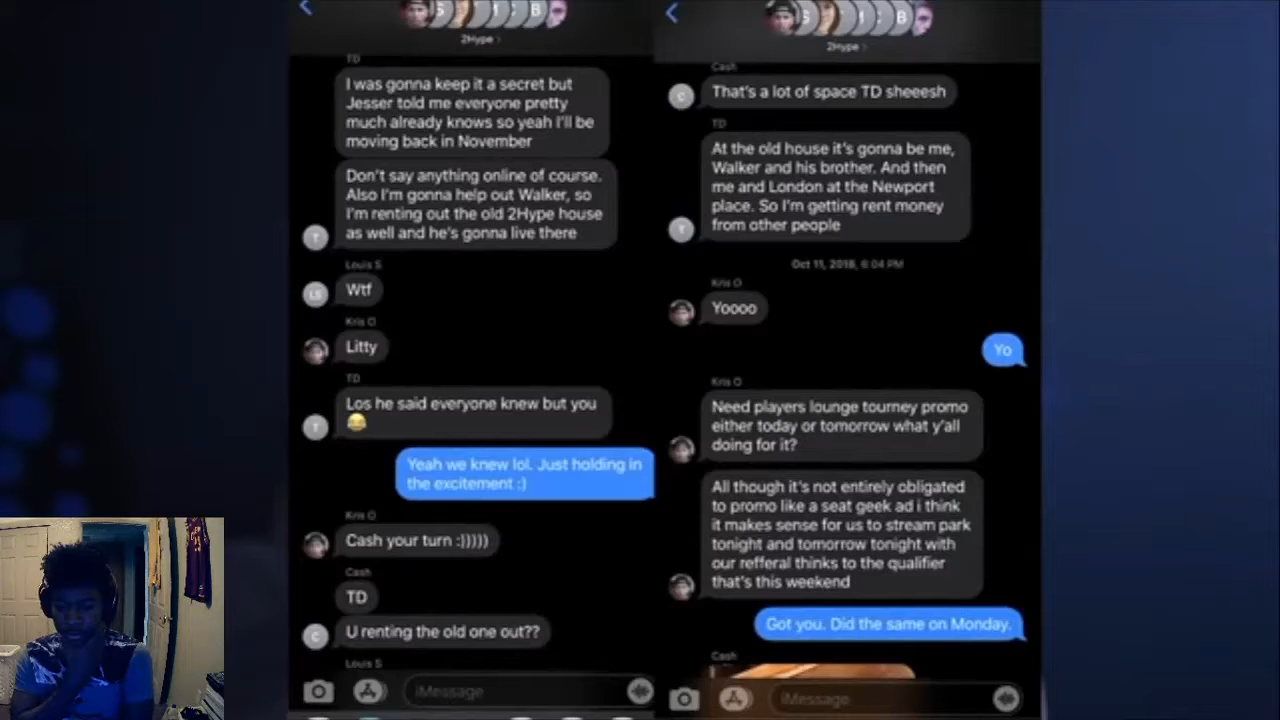 S B
2Hype
TD
I was gonna keep it a secret but
Jesser told me everyone pretty
much already knows so yeah I'll be
moving back in November
Don't say anything online of course.
Also I'm gonna help out Walker, so
I'm renting out the old 2Hype house
as well and he's gonna live there
T
Louis S
LS
Wtf
Kris O
Litty
TD
Los he said everyone knew but you
😂
T
Yeah we knew lol. Just holding in
the excitement :)
Kris O
Cash your turn :)))))
Cash
TD
U renting the old one out??
C
Louis S
iMessage
S C B
2Hype
Cash
That's a lot of space TD sheeesh
C
TD
At the old house it's gonna be me,
Walker and his brother. And then
me and London at the Newport
place. So I'm getting rent money
from other people
T
Oct 11, 2018, 6:04 PM
Kris O
Yoooo
Yo
Kris O
Need players lounge tourney promo
either today or tomorrow what y'all
doing for it?
All though it's not entirely obligated
to promo like a seat geek ad i think
it makes sense for us to stream park
tonight and tomorrow tonight with
our refferal thinks to the qualifier
that's this weekend
Got you. Did the same on Monday.
Cash
iMessage